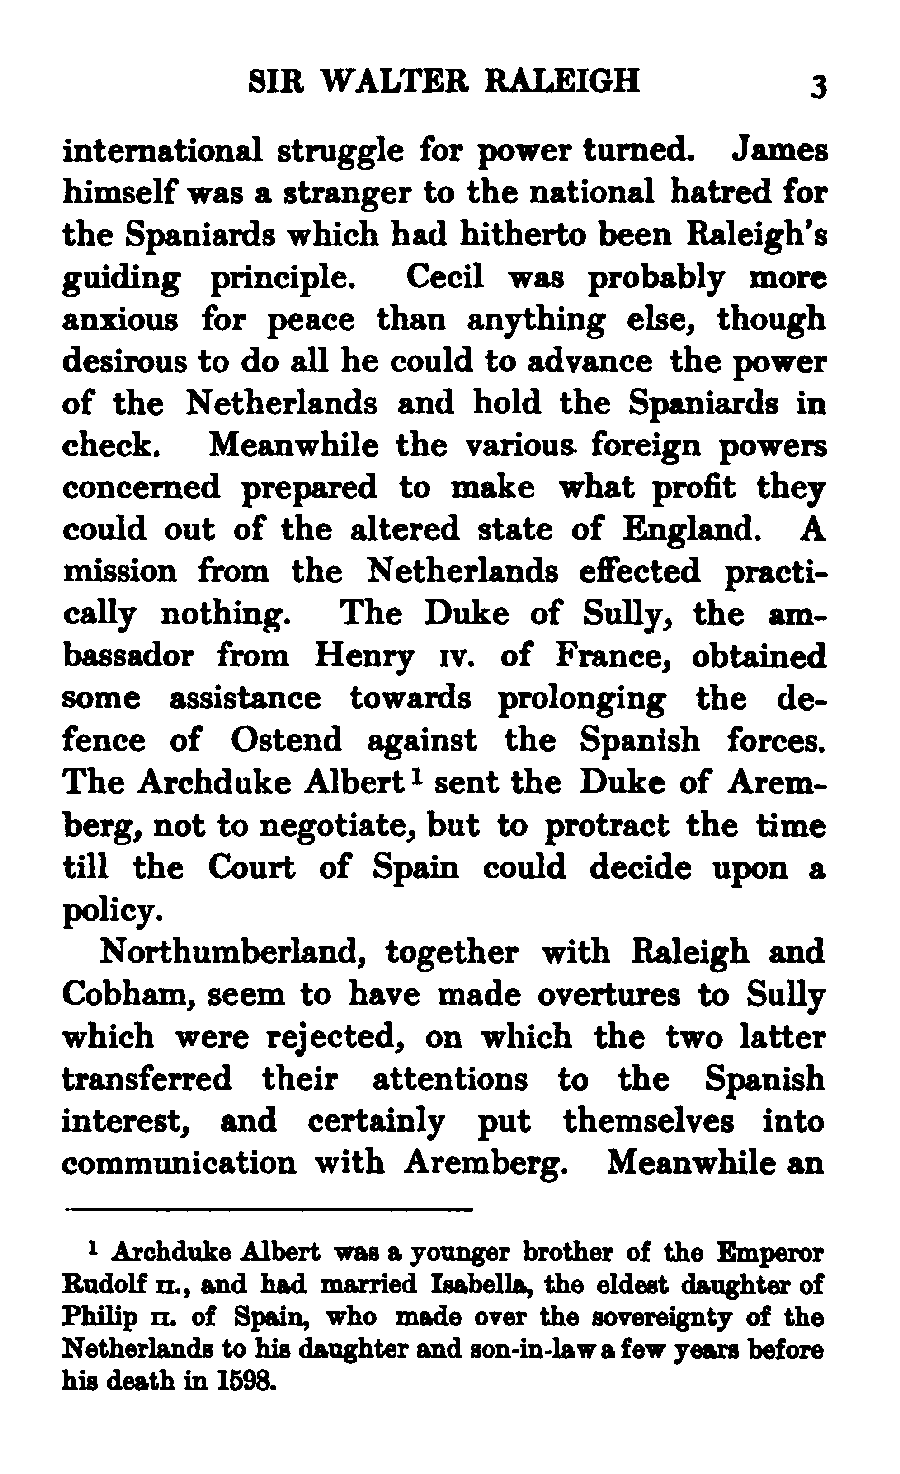 SIR WALTER RALEIGH 3
international struggle for power turned. James
himself was a stranger to the national hatred for
the Spaniards which had hitherto been Raleigh's
guiding principle. Cecil was probably more
anxious for peace than anything else, though
desirous to do all he could to advance the power
of the Netherlands and hold the Spaniards in
check. Meanwhile the various foreign powers
concerned prepared to make what profit they
could out of the altered state of England. A
mission from the Netherlands effected practi-
cally nothing. The Duke of Sully, the am-
bassador from Henry IV. of France, obtained
some assistance towards prolonging the de-
fence of Ostend against the Spanish forces.
The Archduke Albert¹ sent the Duke of Arem-
berg, not to negotiate, but to protract the time
till the Court of Spain could decide upon a
policy.
Northumberland, together with Raleigh and
Cobham, seem to have made overtures to Sully
which were rejected, on which the two latter
transferred their attentions to the Spanish
interest, and certainly put themselves into
communication with Aremberg. Meanwhile an
¹ Archduke Albert was a younger brother of the Emperor
Rudolf II., and had married Isabella, the eldest daughter of
Philip II. of Spain, who made over the sovereignty of the
Netherlands to his daughter and son-in-law a few years before
his death in 1598.